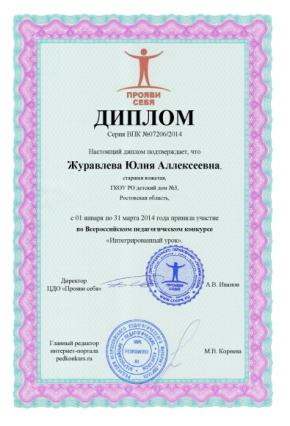 ПРОЯВИ
СЕБЯ
ДИПЛОМ
Серия ВПК №07206/2014
Настоящий диплом подтверждает, что
Журавлева Юлия Аллексеевна,
старшая вожатая,
ГКОУ РО детский дом №3,
Ростовская область,
с 01 января по 31 марта 2014 года приняла участие
во Всероссийском педагогическом конкурсе
«Интегрированный урок».
Директор
ЦДО «Прояви себя»
А.В. Иванов
ПРОЯВИ
СЕБЯ
Главный редактор
интернет-портала
pedkonkurs.ru
М.В. Корнева